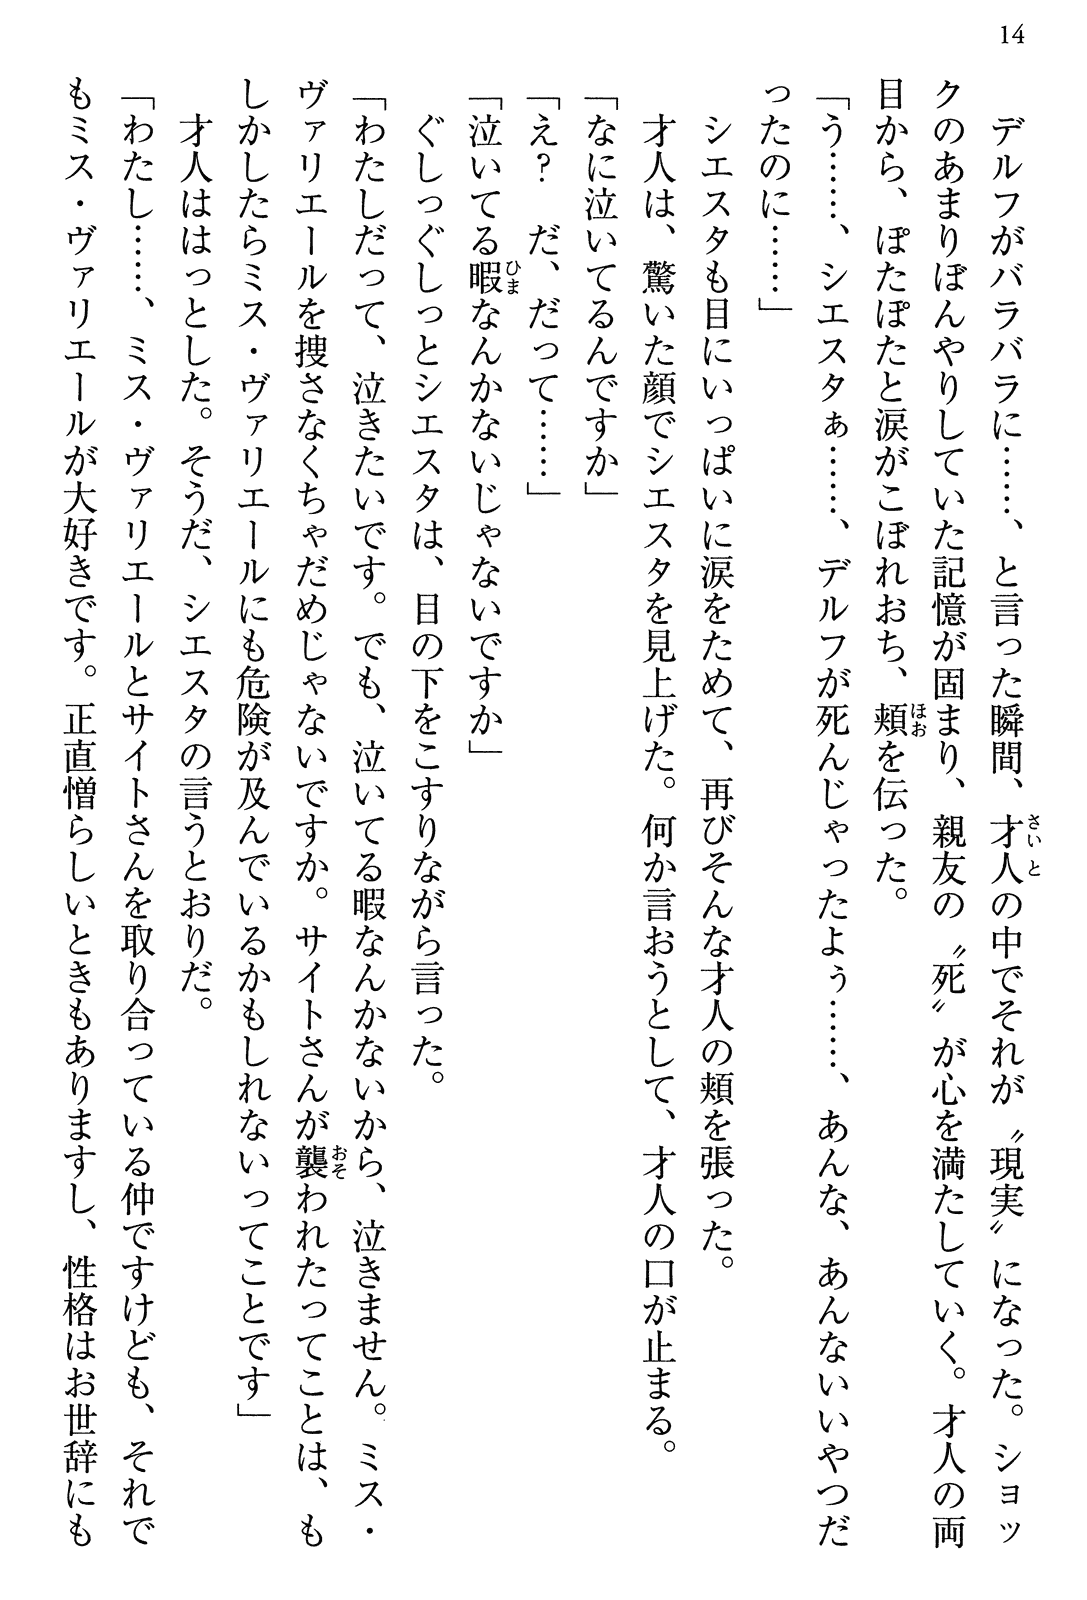 14
デルフがバラバラに……、と言った瞬間、才人の中でそれが〝現実〟になった。ショッ
クのあまりぼんやりしていた記憶が固まり、親友の〝死〟が心を満たしていく。才人の両
目から、ぽたぽたと涙がこぼれおち、頬を伝った。
「う……、シエスタぁ……、デルフが死んじゃったよぅ……、あんな、あんないいやつだ
ったのに……」
シエスタも目にいっぱいに涙をためて、再びそんな才人の頬を張った。
才人は、驚いた顔でシエスタを見上げた。何か言おうとして、才人の口が止まる。
「なに泣いてるんですか」
「え?　だ、だって……」
「泣いてる暇なんかないじゃないですか」
ぐしっぐしっとシエスタは、目の下をこすりながら言った。
「わたしだって、泣きたいです。でも、泣いてる暇なんかないから、泣きません。ミス・
ヴァリエールを捜さなくちゃだめじゃないですか。サイトさんが襲われたってことは、も
しかしたらミス・ヴァリエールにも危険が及んでいるかもしれないってことです」
才人ははっとした。そうだ、シエスタの言うとおりだ。
「わたし……、ミス・ヴァリエールとサイトさんを取り合っている仲ですけども、それで
もミス・ヴァリエールが大好きです。正直憎らしいときもありますし、性格はお世辞にも